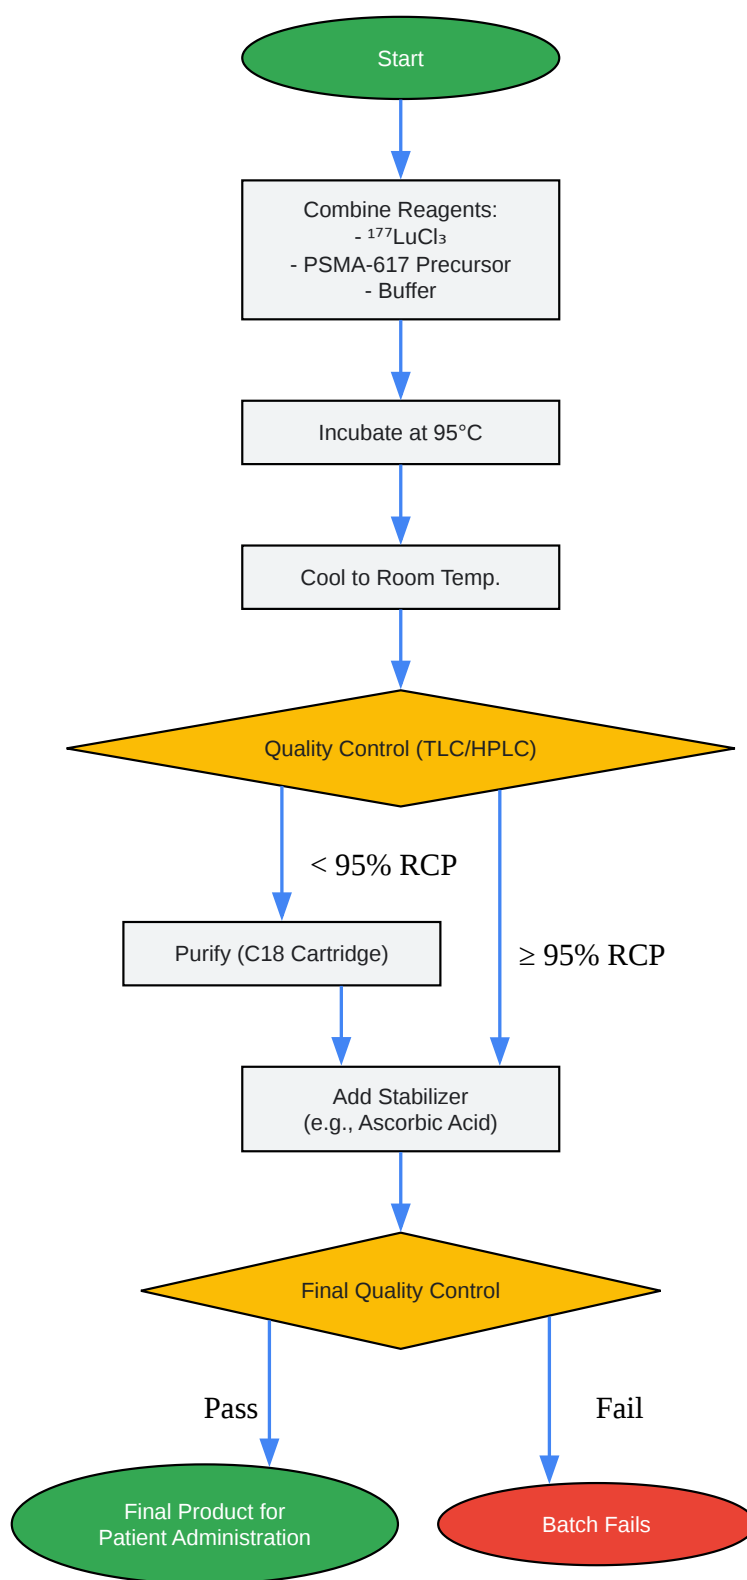 Start
Combine Reagents:
- ¹⁷⁷LuCl₃
- PSMA-617 Precursor
- Buffer
Incubate at 95°C
Cool to Room Temp.
Quality Control (TLC/HPLC)
< 95% RCP
Purify (C18 Cartridge)
≥ 95% RCP
Add Stabilizer
(e.g., Ascorbic Acid)
Final Quality Control
Pass
Fail
Final Product for
Patient Administration
Batch Fails